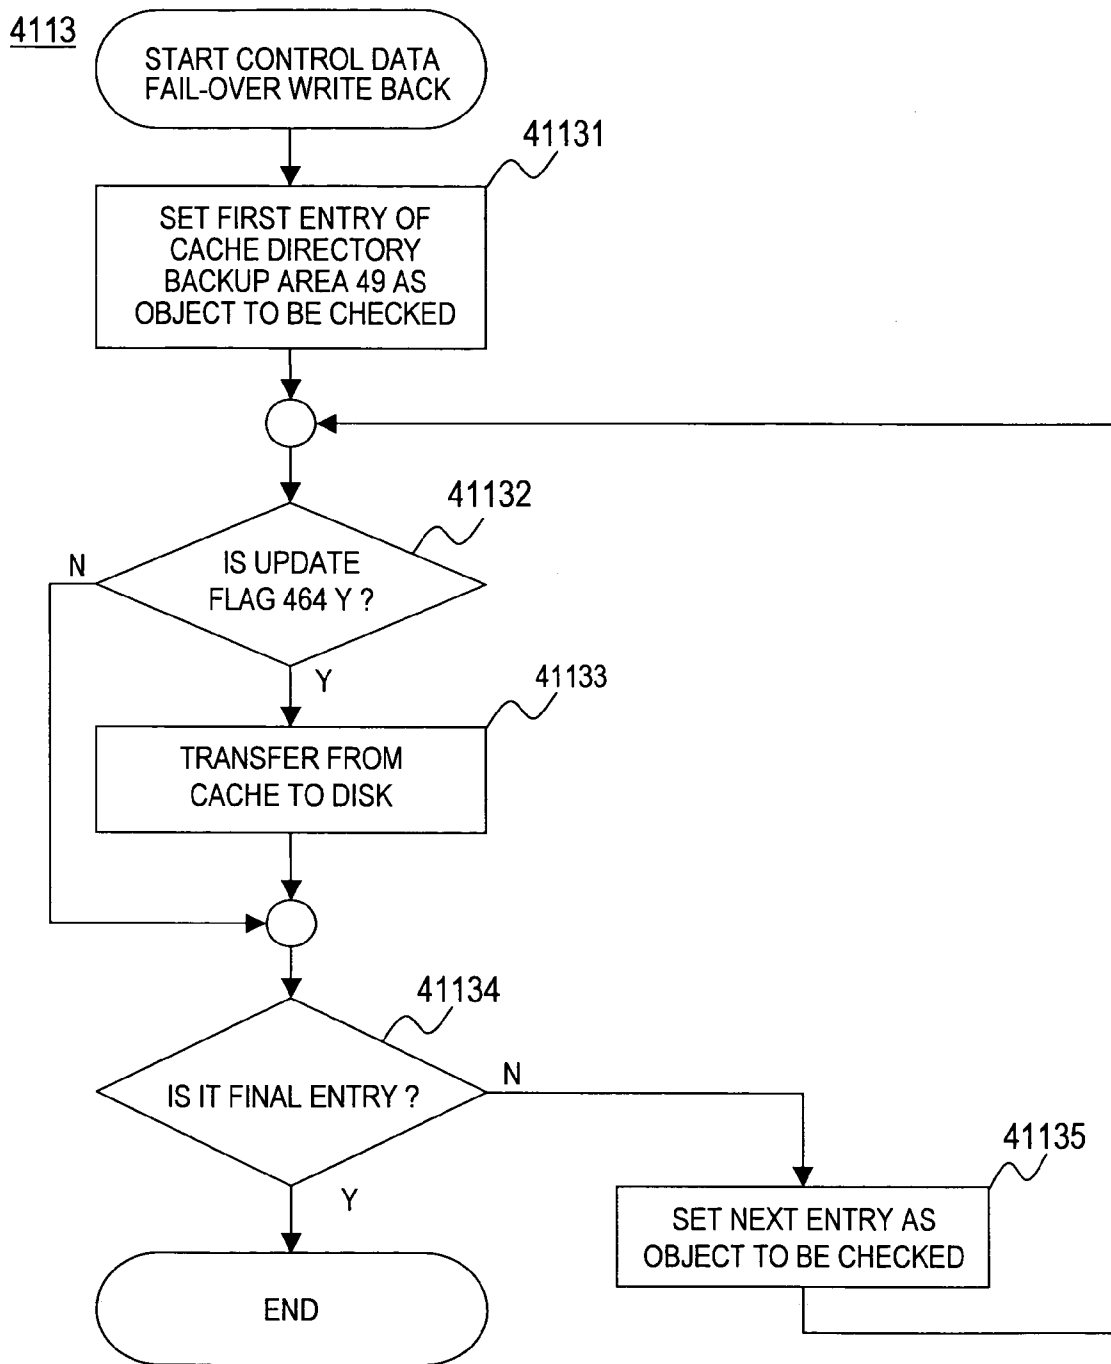 4113
START CONTROL DATA
FAIL-OVER WRITE BACK
41131
SET FIRST ENTRY OF
CACHE DIRECTORY
BACKUP AREA 49 AS
OBJECT TO BE CHECKED
41132
N
IS UPDATE
FLAG 464 Y ?
Y
41133
TRANSFER FROM
CACHE TO DISK
41134
IS IT FINAL ENTRY ?
N
Y
41135
SET NEXT ENTRY AS
OBJECT TO BE CHECKED
END